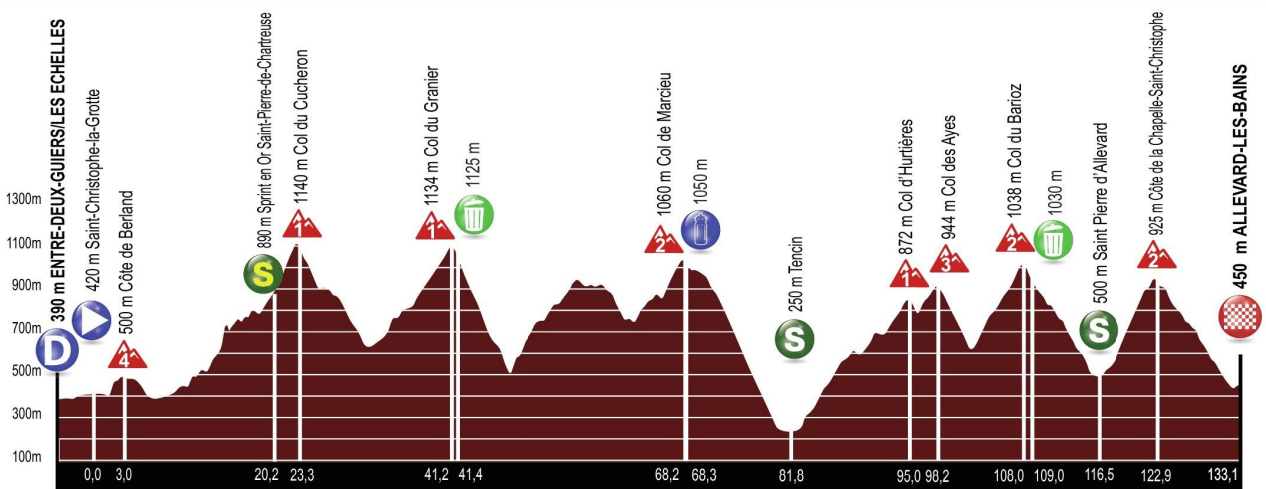 390 m ENTRE-DEUX-GUIERS/LES ECHELLES
420 m Saint-Christophe-la-Grotte
500 m Côte de Berland
890 m Sprint en Or Saint-Pierre-de-Chartreuse
1140 m Col du Cucheron
1134 m Col du Granier
1125 m
1060 m Col de Marcieu
1050 m
250 m Tencin
872 m Col d'Hurtières
944 m Col des Ayes
1038 m Col du Barioz
1030 m
500 m Saint Pierre d'Allevard
925 m Côte de la Chapelle-Saint-Christophe
450 m ALLEVARD-LES-BAINS
D
4
S
1
1
2
S
1
3
2
S
2
1300m
1100m
900m
700m
500m
300m
100m
0,0 3,0 20,2 23,3 41,2 41,4 68,2 68,3 81,8 95,0 98,2 108,0 109,0 116,5 122,9 133,1